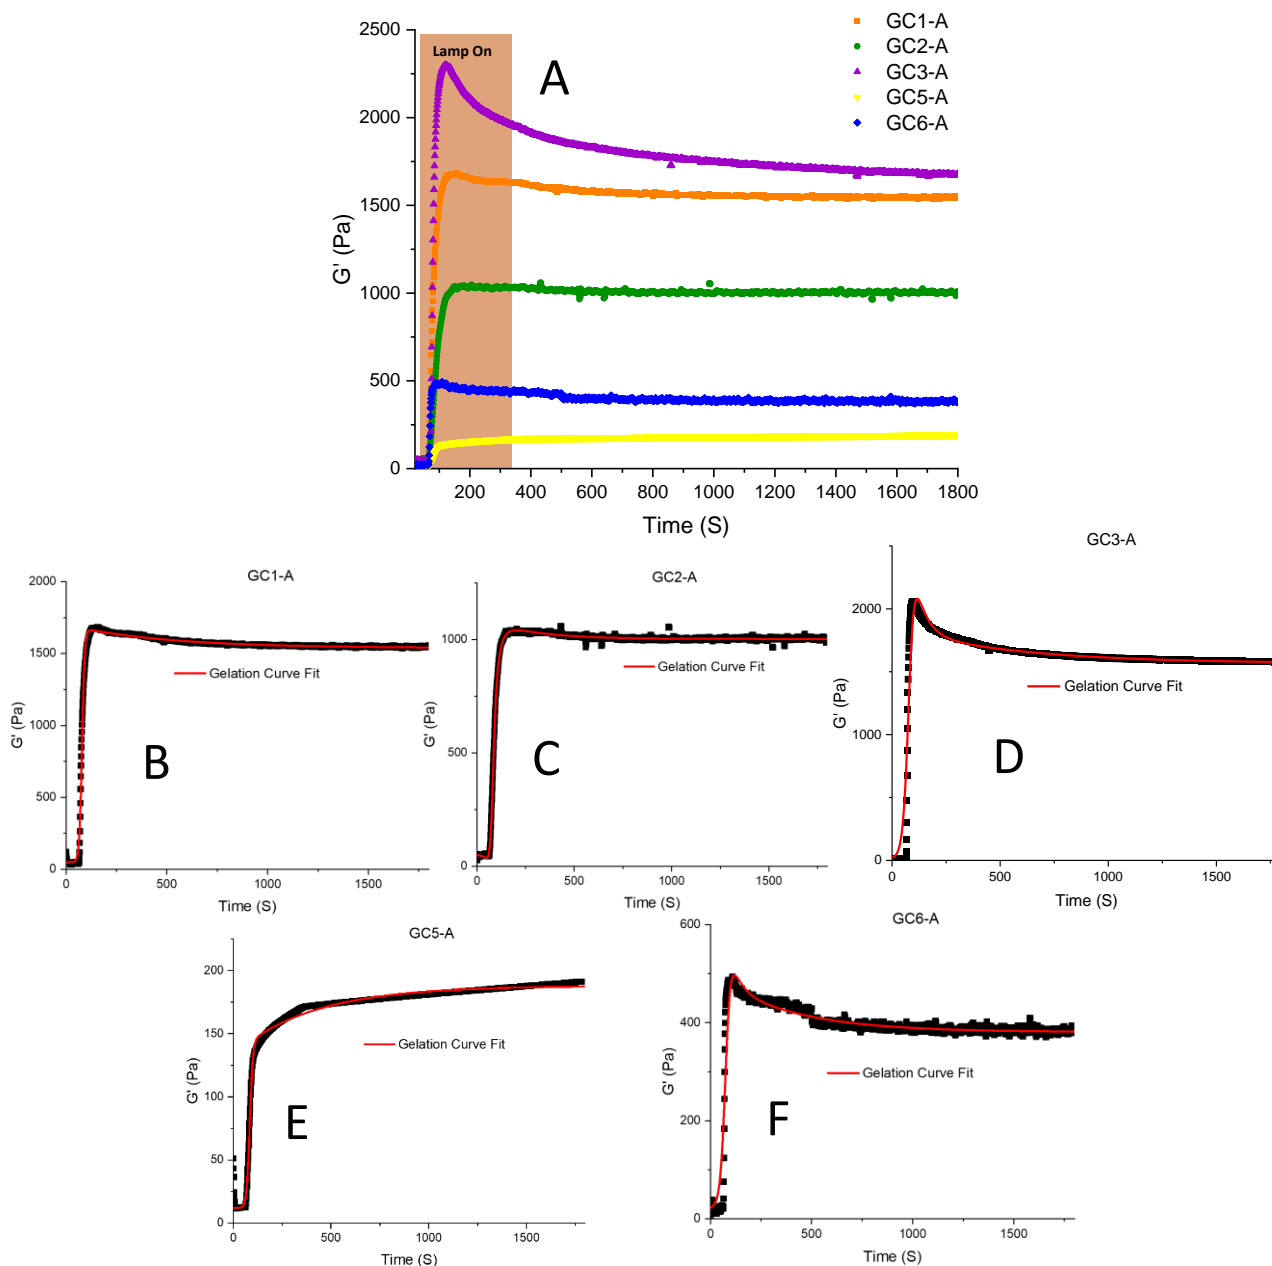 GC1-A
GC2-A
GC3-A
GC5-A
GC6-A
Lamp On
A
2500
2000
1500
1000
500
0
G' (Pa)
200 400 600 800 1000 1200 1400 1600 1800
Time (S)
GC1-A
2000
1500
1000
500
0
G' (Pa)
Gelation Curve Fit
B
0 500 1000 1500
Time (S)
GC2-A
1000
500
0
G' (Pa)
Gelation Curve Fit
C
0 500 1000 1500
Time (S)
GC3-A
2000
1000
0
G' (Pa)
Gelation Curve Fit
D
0 500 1000 1500
Time (S)
GC5-A
200
150
100
50
0
G' (Pa)
Gelation Curve Fit
E
0 500 1000 1500
Time (S)
GC6-A
600
400
200
0
G' (Pa)
Gelation Curve Fit
F
0 500 1000 1500
Time (S)